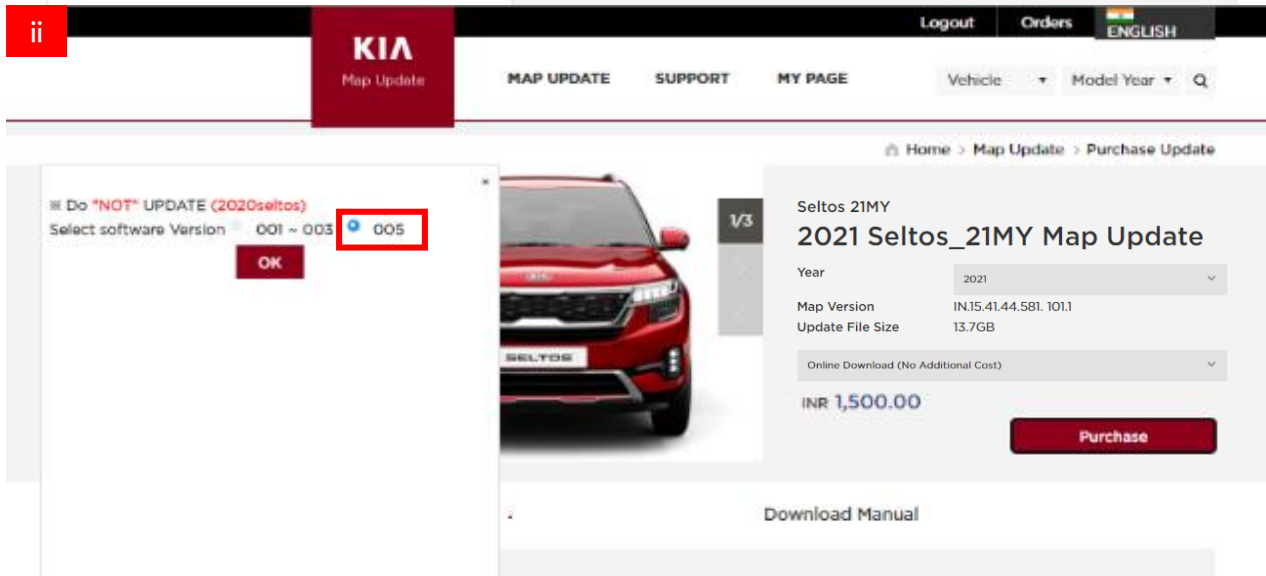 ii
Logout Orders ENGLISH
KIA
Map Update
MAP UPDATE SUPPORT MY PAGE
Vehicle Model Year
Home > Map Update > Purchase Update
※ Do "NOT" UPDATE (2020seltos)
Select software Version 001 ~ 003 005
OK
SELTOS
1/3
Seltos 21MY
2021 Seltos_21MY Map Update
Year 2021
Map Version IN.15.41.44.581. 101.1
Update File Size 13.7GB
Online Download (No Additional Cost)
INR 1,500.00
Purchase
Download Manual